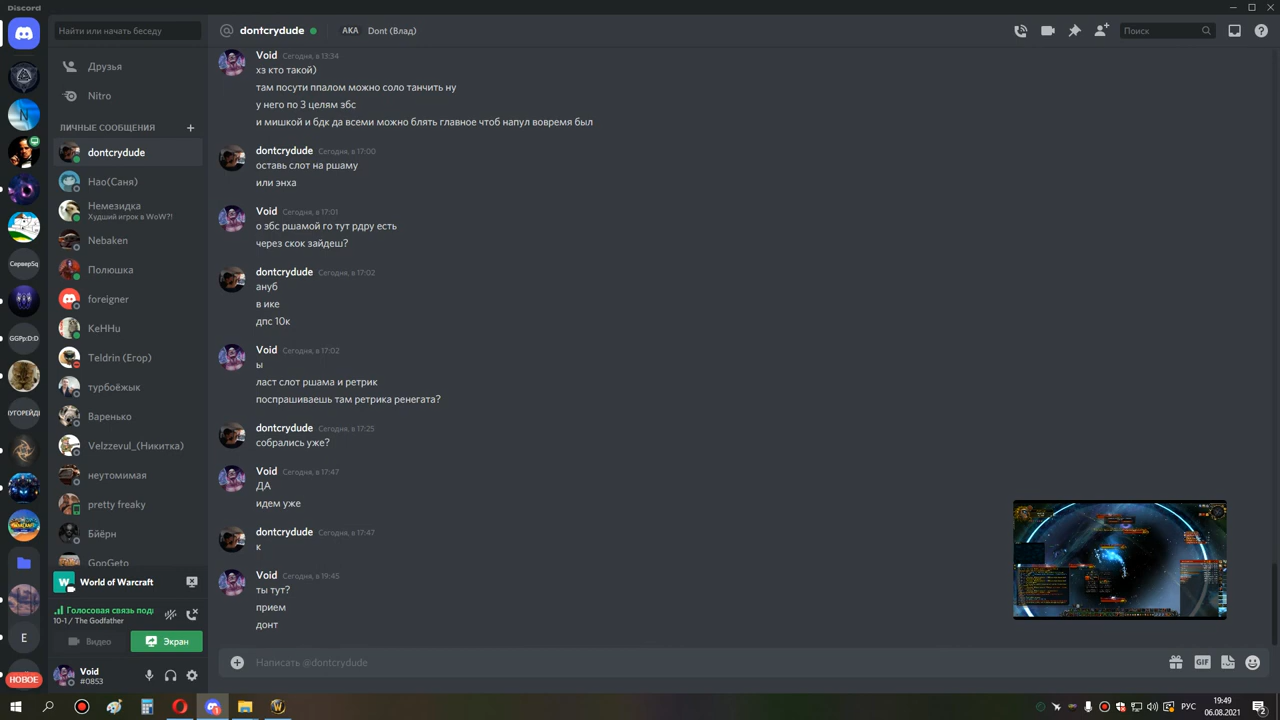 Discord
Найти или начать беседу
dontcrydude
AKA Dont (Влад)
Поиск
Друзья
Nitro
ЛИЧНЫЕ СООБЩЕНИЯ
dontcrydude
Нао(Саня)
Немезидка
Худший игрок в WoW?!
Nebaken
Полюшка
foreigner
KeHHu
Teldrin (Егор)
турбоёжык
Варенько
Velzzevul_(Никитка)
неутомимая
pretty freaky
Бйёрн
GonGeto
N
СерверSq
GGPp:D:D
ЛУГОРЕЙД
E
НОВОЕ
World of Warcraft
Голосовая связь под
10-1 / The Godfather
Видео
Экран
Void
#0853
Void Сегодня, в 13:34
хз кто такой)
там посути ппалом можно соло танчить ну
у него по 3 целям збс
и мишкой и бдк да всеми можно блять главное чтоб напул вовремя был
dontcrydude Сегодня, в 17:00
оставь слот на ршаму
или энха
Void Сегодня, в 17:01
о збс ршамой го тут рдру есть
через скок зайдеш?
dontcrydude Сегодня, в 17:02
ануб
в ике
дпс 10к
Void Сегодня, в 17:02
ы
ласт слот ршама и ретрик
поспрашиваешь там ретрика ренегата?
dontcrydude Сегодня, в 17:25
собрались уже?
Void Сегодня, в 17:47
ДА
идем уже
dontcrydude Сегодня, в 17:47
к
Void Сегодня, в 19:45
ты тут?
прием
донт
Написать @dontcrydude
GIF
РУС
19:49
06.08.2021
2